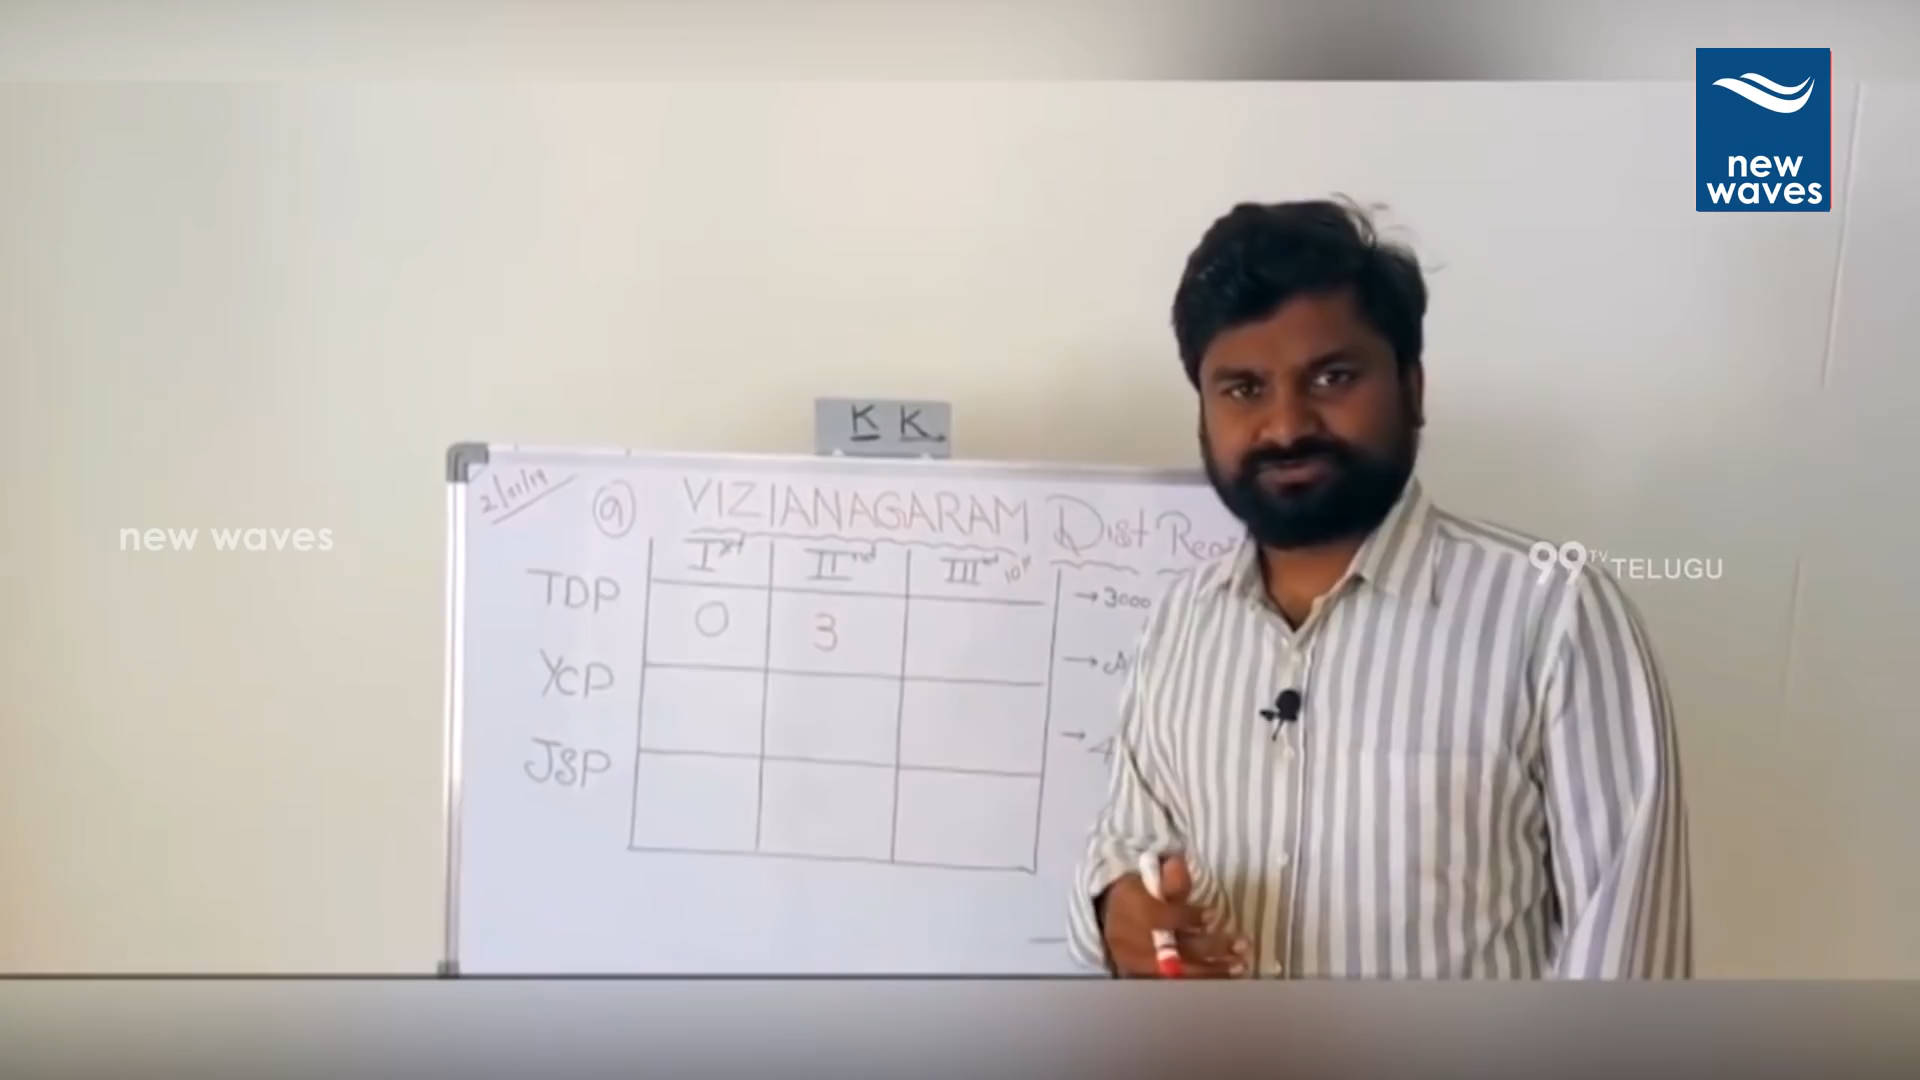 new
waves
K K
2/11/19
9 VIZIANAGARAM Dist
new waves
99 TV TELUGU
I II III
TDP 0 3
→ 3000
YCP
JSP